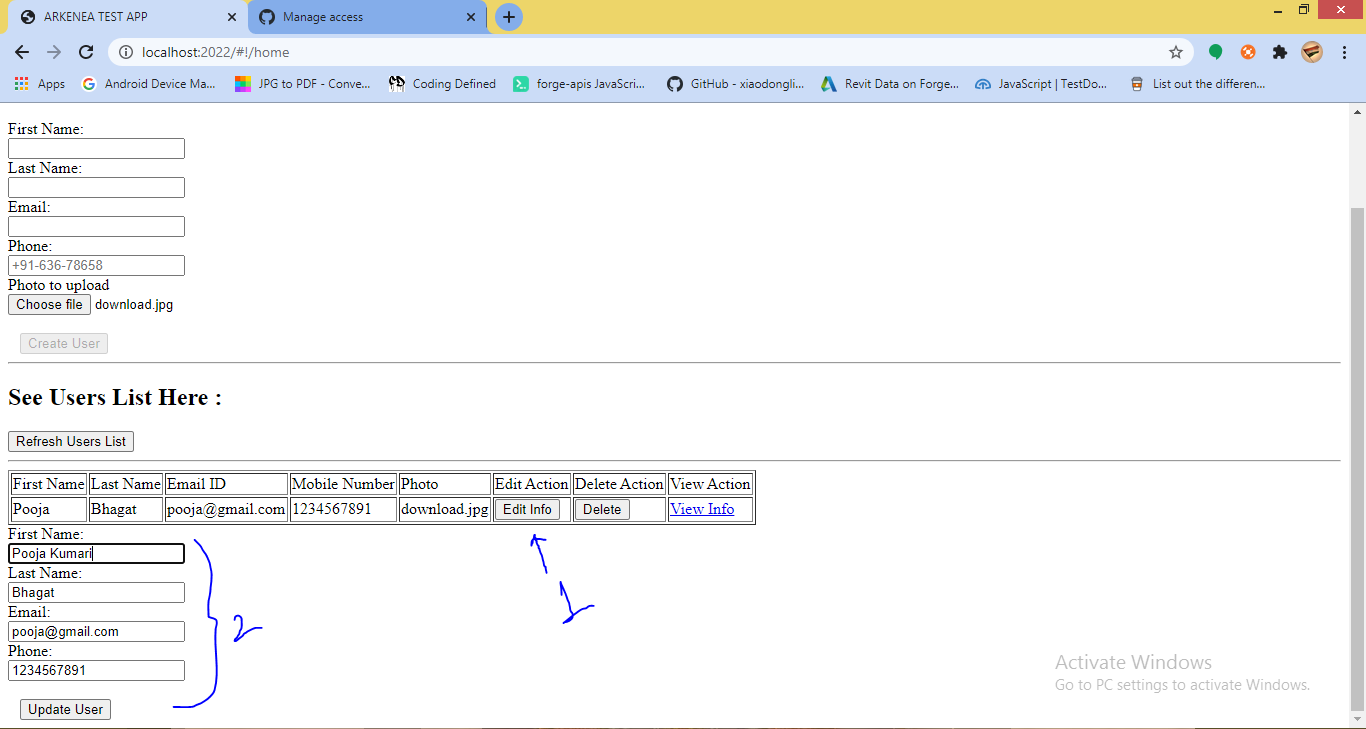 ARKENEA TEST APP
Manage access
localhost:2022/#!/home
Apps
Android Device Ma...
JPG to PDF - Conve...
Coding Defined
forge-apis JavaScri...
GitHub - xiaodongli...
Revit Data on Forge...
JavaScript | TestDo...
List out the differen...
First Name:
Last Name:
Email:
Phone:
+91-636-78658
Photo to upload
Choose file download.jpg
Create User
See Users List Here :
Refresh Users List
First Name Last Name Email ID Mobile Number Photo Edit Action Delete Action View Action
Pooja Bhagat pooja@gmail.com 1234567891 download.jpg Edit Info Delete View Info
First Name:
Pooja Kumari
Last Name:
Bhagat
Email:
pooja@gmail.com
Phone:
1234567891
Update User
1
2
Activate Windows
Go to PC settings to activate Windows.